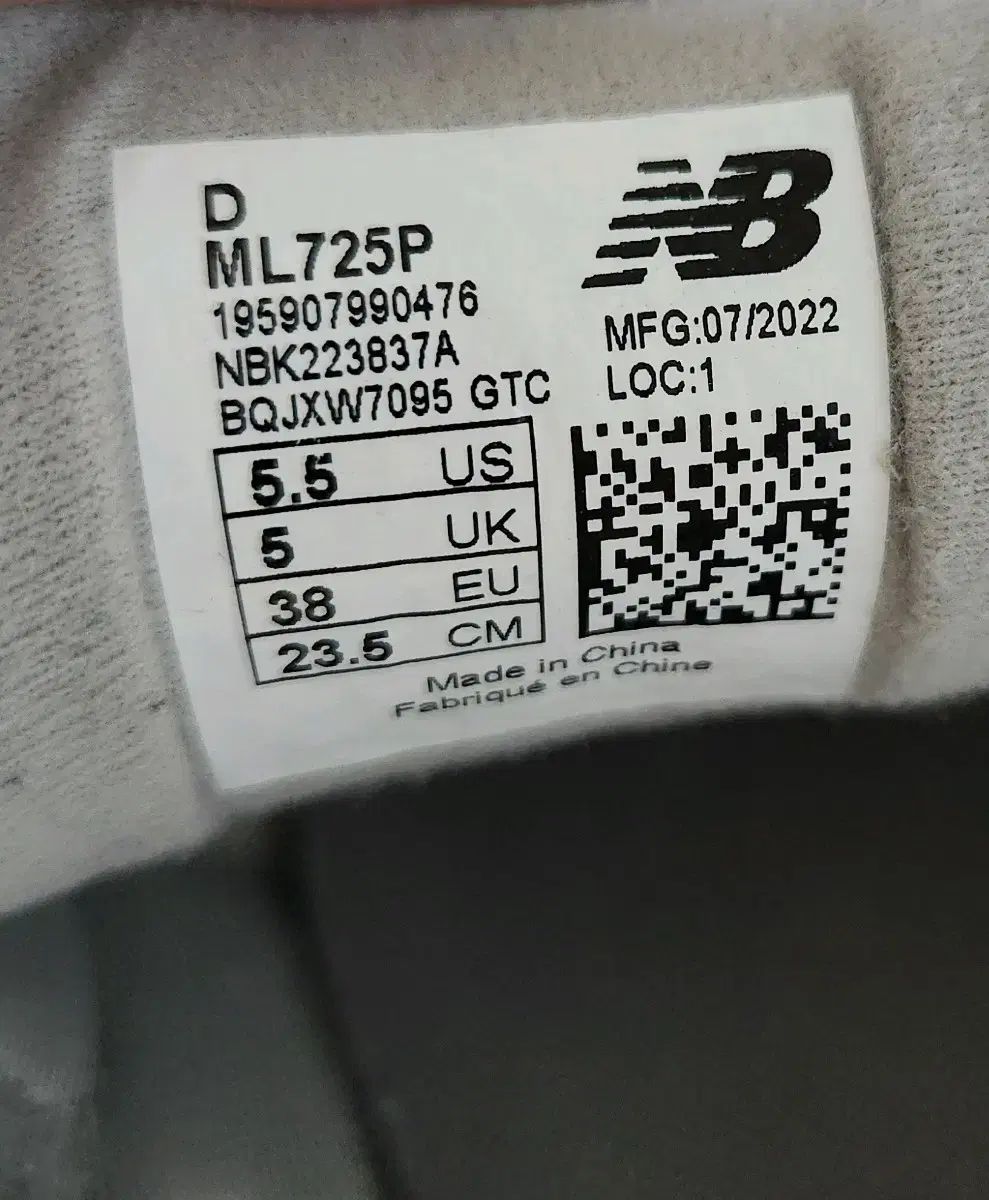 D
ML725P
195907990476
NBK223837A
BQJXW7095 GTC
5.5 US
5 UK
38 EU
23.5 CM
NB
MFG:07/2022
LOC:1
Made in China
Fabriqué en Chine